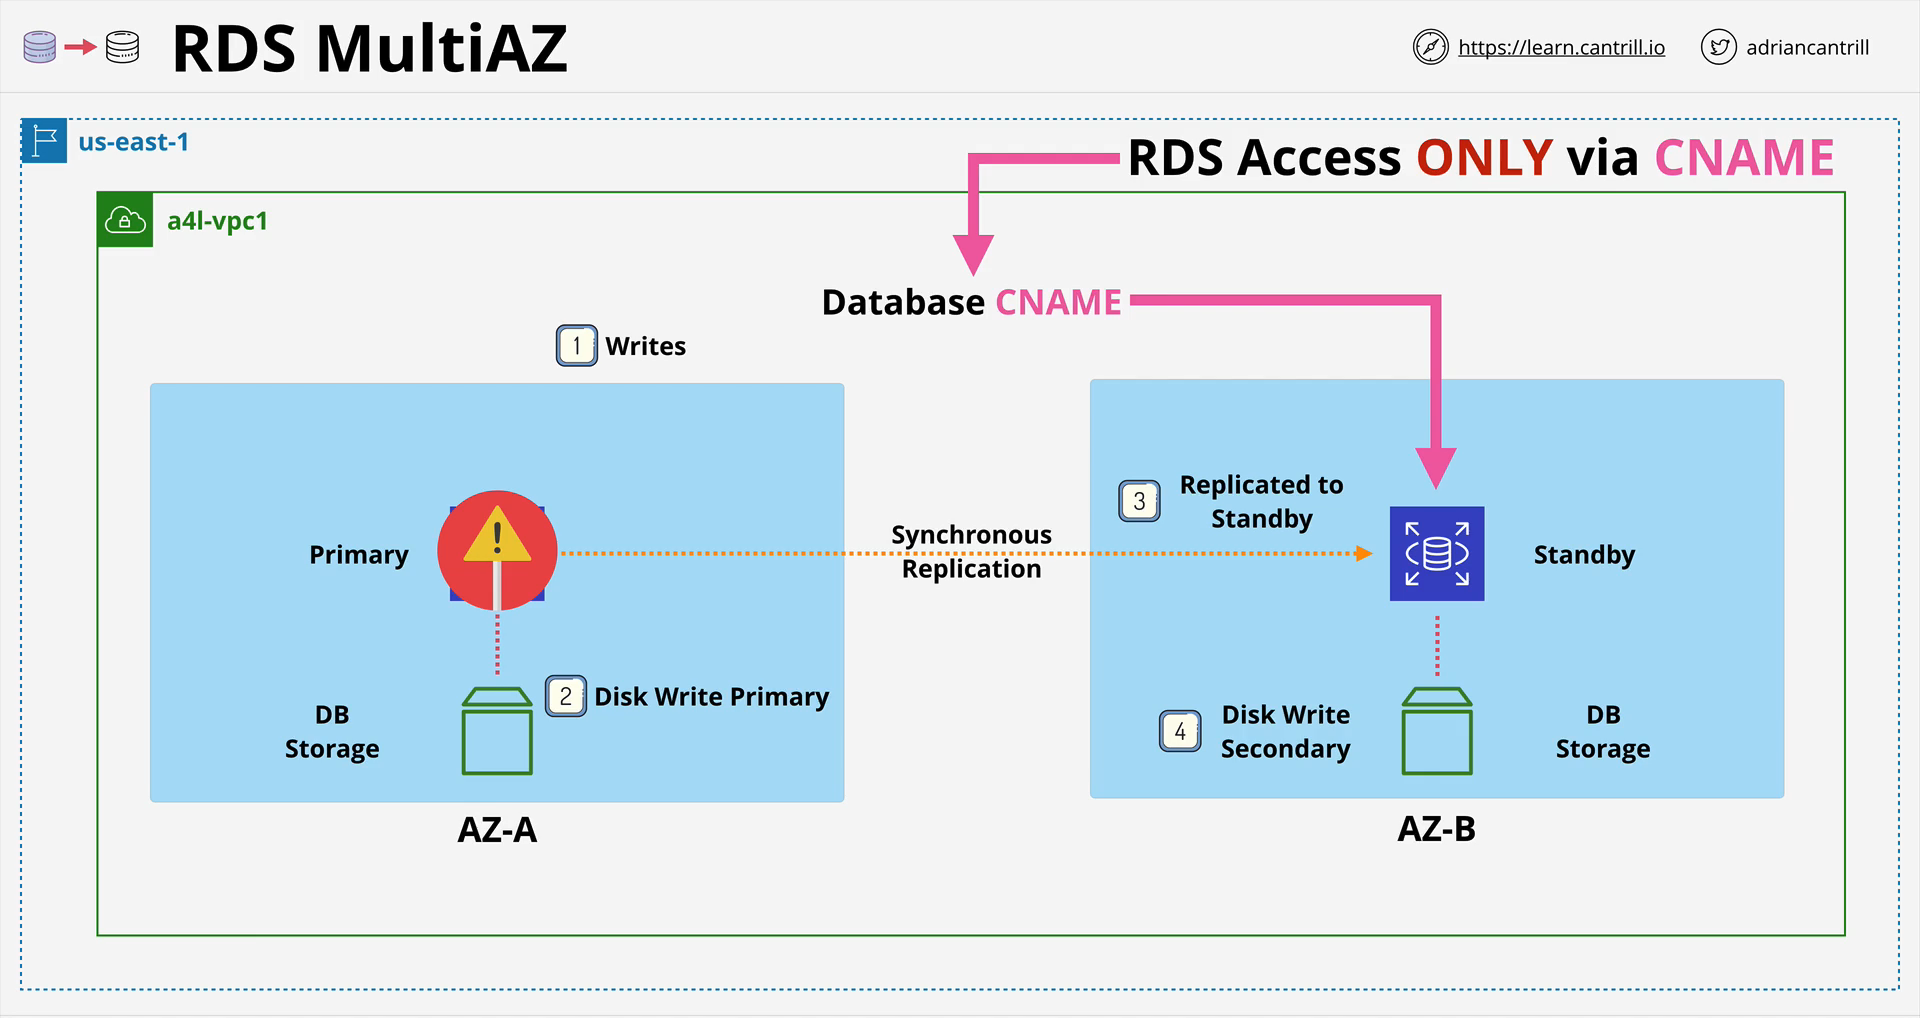 RDS MultiAZ
https://learn.cantrill.io
adriancantrill
us-east-1
RDS Access ONLY via CNAME
a4l-vpc1
Database CNAME
1 Writes
Primary
!
Synchronous
Replication
3 Replicated to
Standby
Standby
DB
Storage
2 Disk Write Primary
4 Disk Write
Secondary
DB
Storage
AZ-A
AZ-B